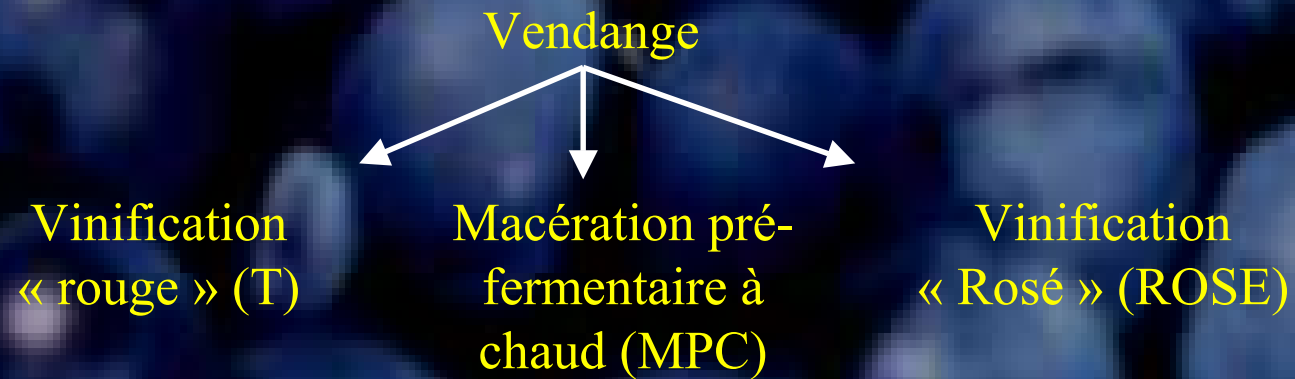 Vendange
Vinification
« rouge » (T)
Macération pré-
fermentaire à
chaud (MPC)
Vinification
« Rosé » (ROSE)